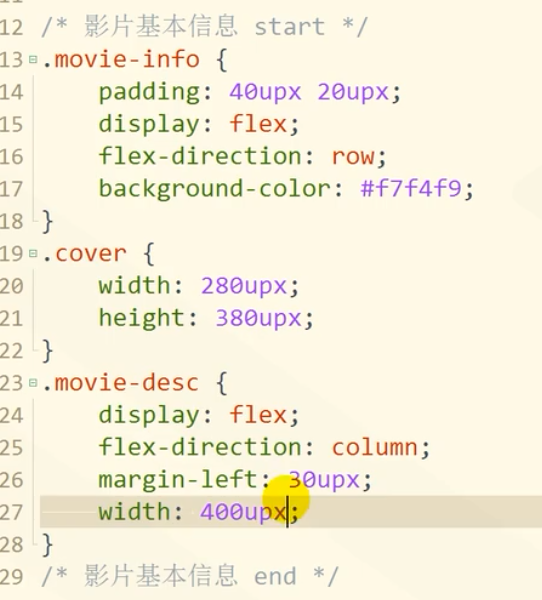 12 /* 影片基本信息 start */
13 .movie-info {
14 padding: 40upx 20upx;
15 display: flex;
16 flex-direction: row;
17 background-color: #f7f4f9;
18 }
19 .cover {
20 width: 280upx;
21 height: 380upx;
22 }
23 .movie-desc {
24 display: flex;
25 flex-direction: column;
26 margin-left: 30upx;
27 width: 400upx;
28 }
29 /* 影片基本信息 end */